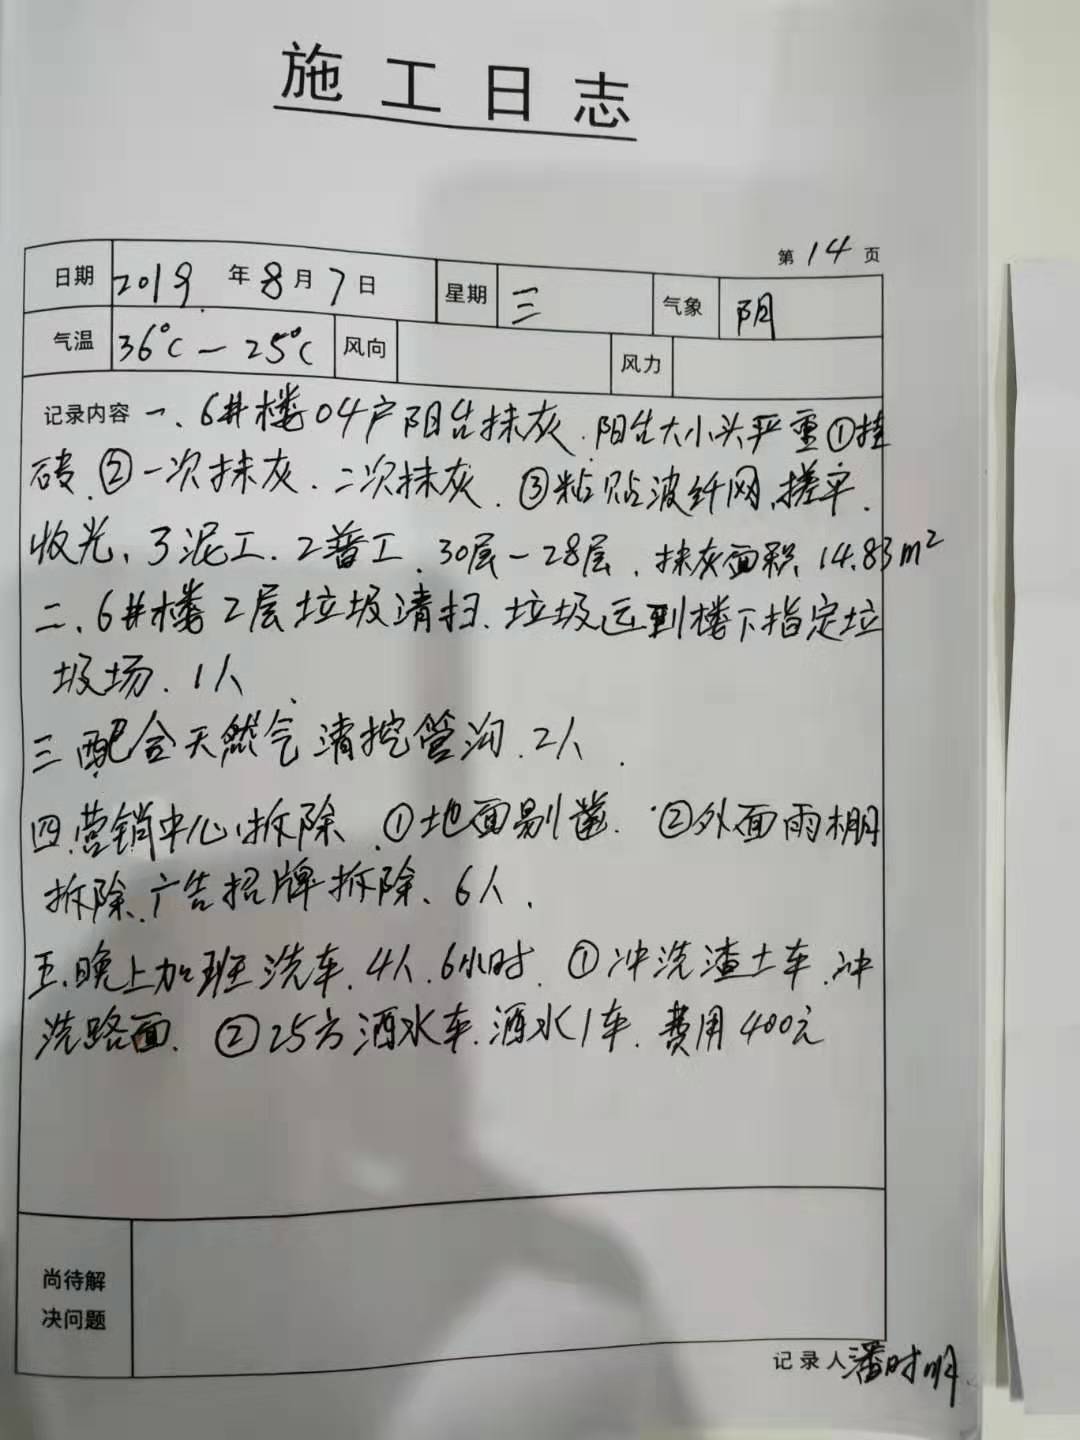 施工日志
第14页
日期 2019年8月7日 星期 三 气象 阴
气温 36℃-25℃ 风向 风力
记录内容 一、6#楼04户阳台抹灰.阳台大小头严重①挂
砖.②一次抹灰、二次抹灰.③粘贴波纤网,搓平.
收光、3泥工.2普工.30层-28层,抹灰面积14.83m²
二、6#楼2层垃圾清扫.垃圾运到楼下指定垃
圾场.1人
三配合天然气清挖管沟.2人.
四.营销中心拆除.①地面剔凿.②外面雨棚
拆除.广告招牌拆除、6人.
五.晚上加班洗车.4人.6小时.①冲洗渣土车.冲
洗路面.②25方洒水车.洒水1车.费用400元
尚待解
决问题
记录人潘时明